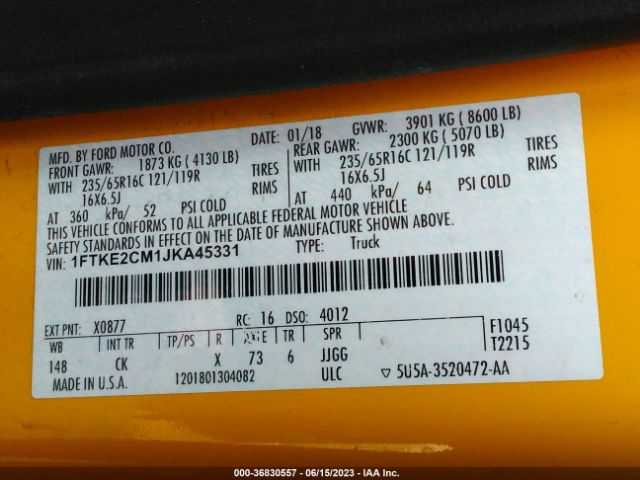 MFD. BY FORD MOTOR CO.
DATE: 01/18 GVWR: 3901 KG ( 8600 LB)
FRONT GAWR: 1873 KG ( 4130 LB) REAR GAWR: 2300 KG ( 5070 LB)
WITH 235/65R16C 121/119R TIRES WITH 235/65R16C 121/119R TIRES
16X6.5J RIMS 16X6.5J RIMS
AT 360 kPa/ 52 PSI COLD AT 440 kPa/ 64 PSI COLD
THIS VEHICLE CONFORMS TO ALL APPLICABLE FEDERAL MOTOR VEHICLE
SAFETY STANDARDS IN EFFECT ON THE DATE OF MANUFACTURE SHOWN ABOVE.
VIN: 1FTKE2CM1JKA45331 TYPE: Truck
EXT PNT: X0877 RC: 16 DSO: 4012
WB INT TR TP/PS R AXLE TR SPR F1045
148 CK X 73 6 JJGG T2215
MADE IN U.S.A. 1201801304082 ULC ▽ 5U5A-3520472-AA
000-36830557 - 06/15/2023 - IAA Inc.